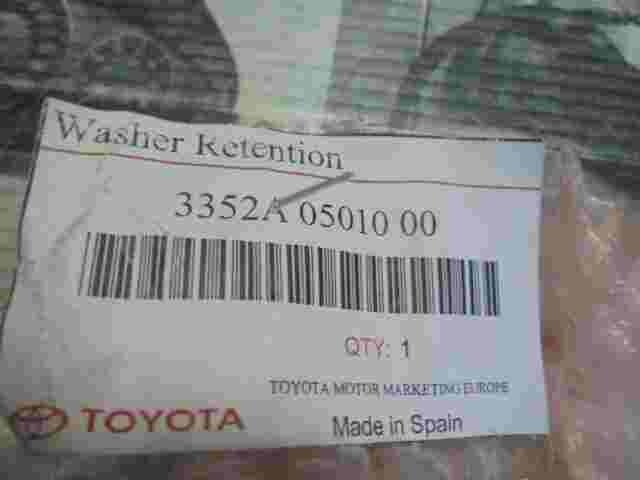 Washer Retention
3352A 05010 00
QTY: 1
TOYOTA MOTOR MARKETING EUROPE
TOYOTA
Made in Spain